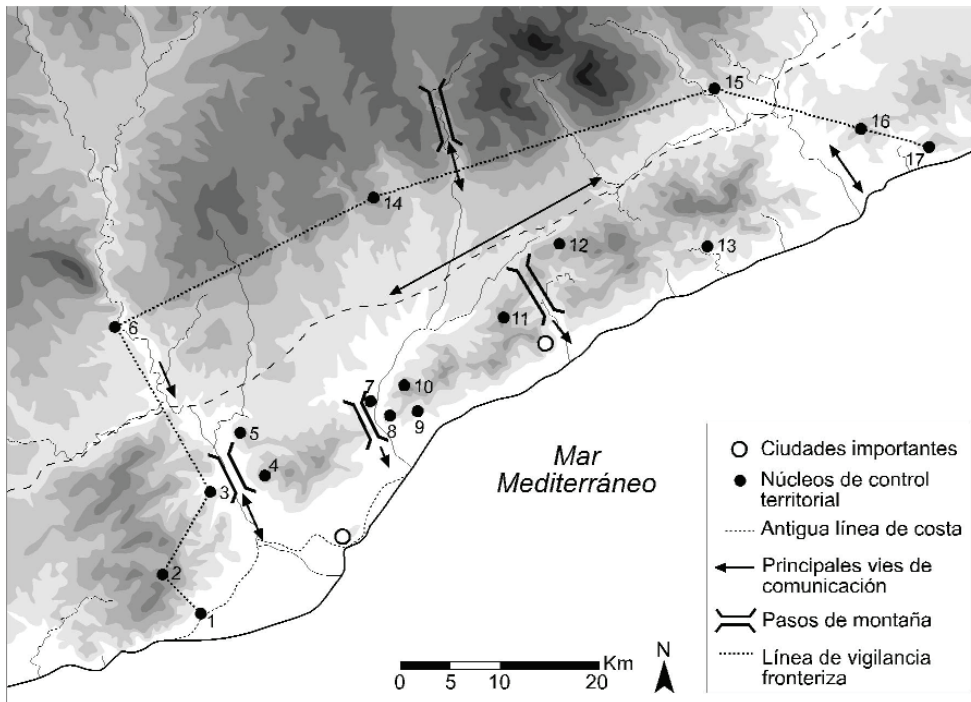 15
16
17
14
13
12
11
6
10
7
8
9
5
4
3
2
1
Mar
Mediterráneo
Ciudades importantes
Núcleos de control
territorial
Antigua línea de costa
Principales vies de
comunicación
Pasos de montaña
Línea de vigilancia
fronteriza
Km
0 5 10 20
N